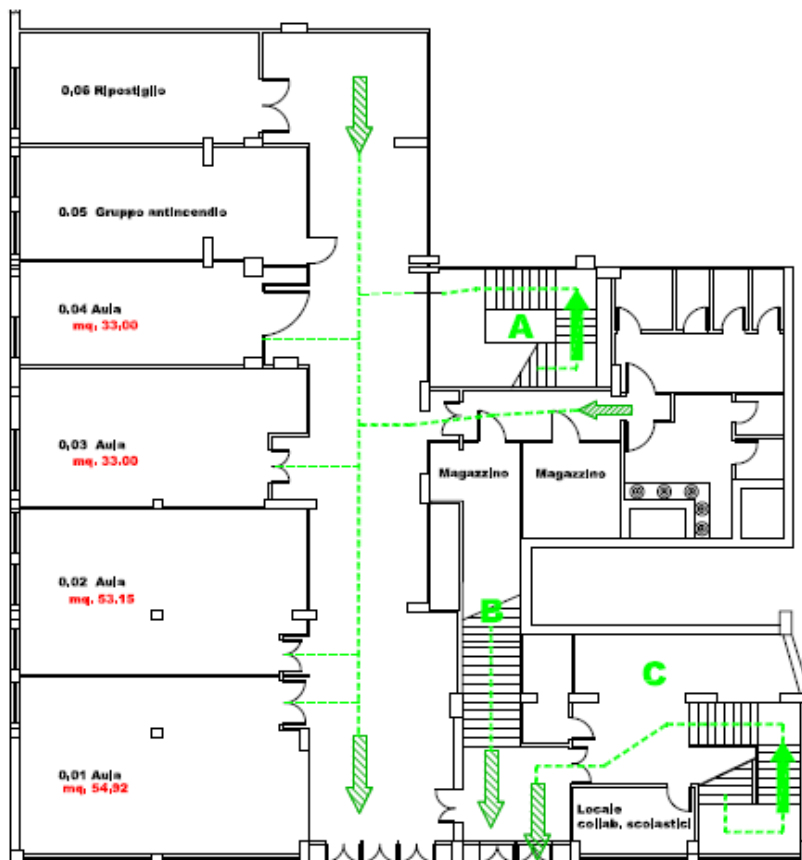 0,06 Ripostiglio
0.05 Gruppo antincendio
0.04 Aula
mq. 33,00
A
0,03 Aula
mq. 33.00
Magazzino
Magazzino
0,02 Aula
mq. 53.15
B
C
0,01 Aula
mq. 54,92
Locale
collab. scolastici